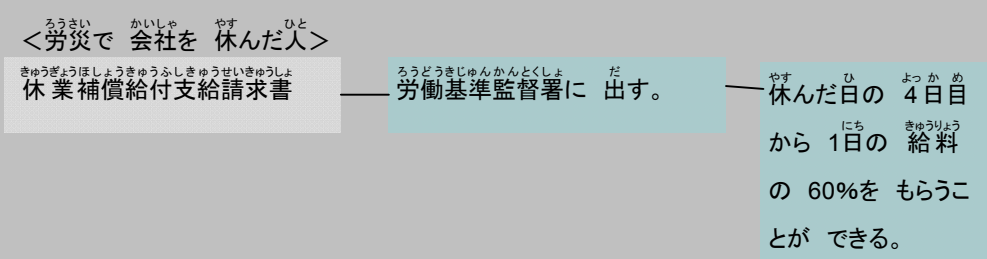 ＜労災で 会社を 休んだ人＞
休業補償給付支給請求書
労働基準監督署に 出す。
休んだ日の 4日目
から 1日の 給料
の 60%を もらうこ
とが できる。